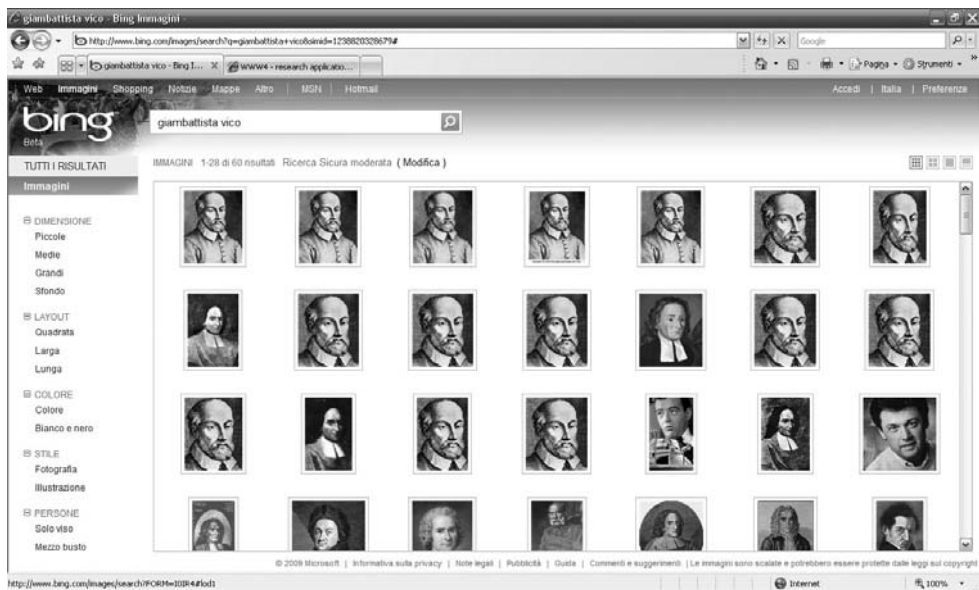 giambattista vico - Bing Immagini -
http://www.bing.com/images/search?q=giambattista+vico&simid=1238820328679#
Google
giambattista vico - Bing I... X
WWW4 - research applicatio...
Pagina
Strumenti
Web Immagini Shopping Notizie Mappe Altro | MSN | Hotmail
Accedi | Italia | Preferenze
bing
Beta
giambattista vico
TUTTI I RISULTATI
IMMAGINI 1-28 di 60 risultati Ricerca Sicura moderata ( Modifica )
Immagini
DIMENSIONE
Piccole
Medie
Grandi
Sfondo
LAYOUT
Quadrata
Larga
Lunga
COLORE
Colore
Bianco e nero
STILE
Fotografia
Illustrazione
PERSONE
Solo viso
Mezzo busto
© 2009 Microsoft | Informativa sulla privacy | Note legali | Pubblicità | Guida | Commenti e suggerimenti | Le immagini sono scalate e potrebbero essere protette dalle leggi sul copyright
http://www.bing.com/images/search?FORM=I0IR4#lod1
Internet
100%